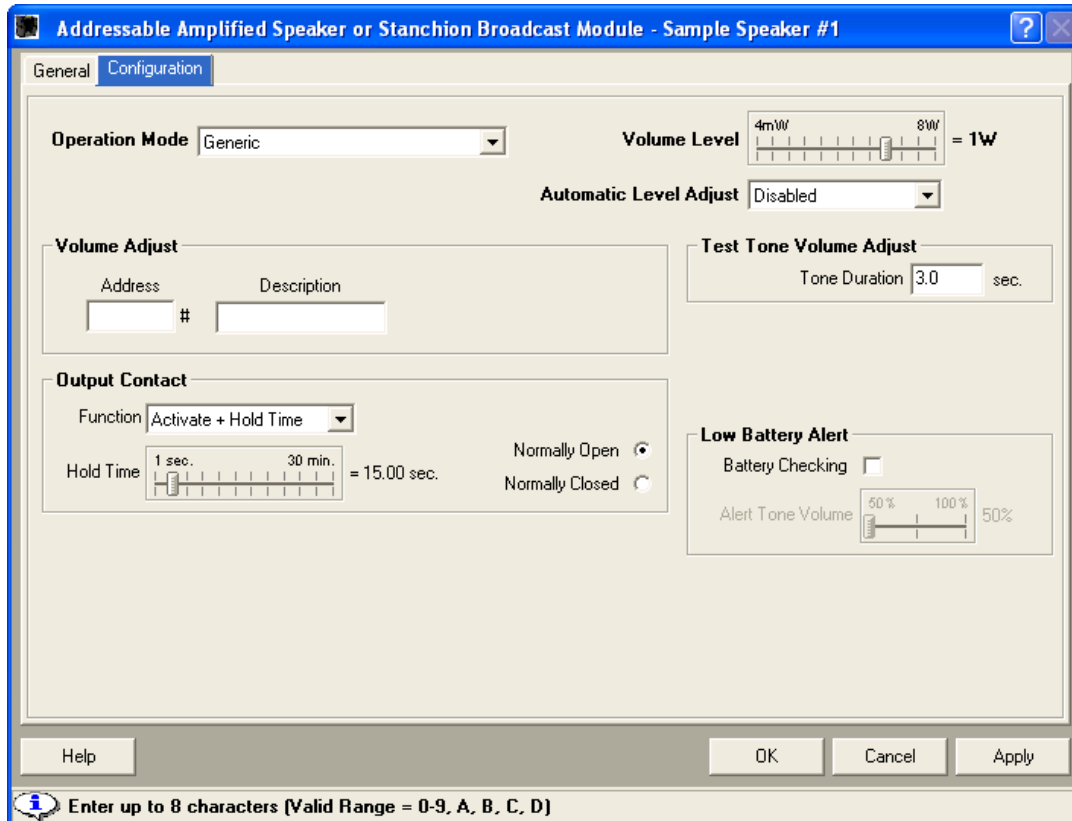 Addressable Amplified Speaker or Stanchion Broadcast Module - Sample Speaker #1
General Configuration
Operation Mode Generic
Volume Level 4mW 8W = 1W
Automatic Level Adjust Disabled
Volume Adjust
Address Description
#
Test Tone Volume Adjust
Tone Duration 3.0 sec.
Output Contact
Function Activate + Hold Time
Hold Time 1 sec. 30 min. = 15.00 sec.
Normally Open
Normally Closed
Low Battery Alert
Battery Checking
Alert Tone Volume 50% 100% 50%
Help OK Cancel Apply
Enter up to 8 characters (Valid Range = 0-9, A, B, C, D)